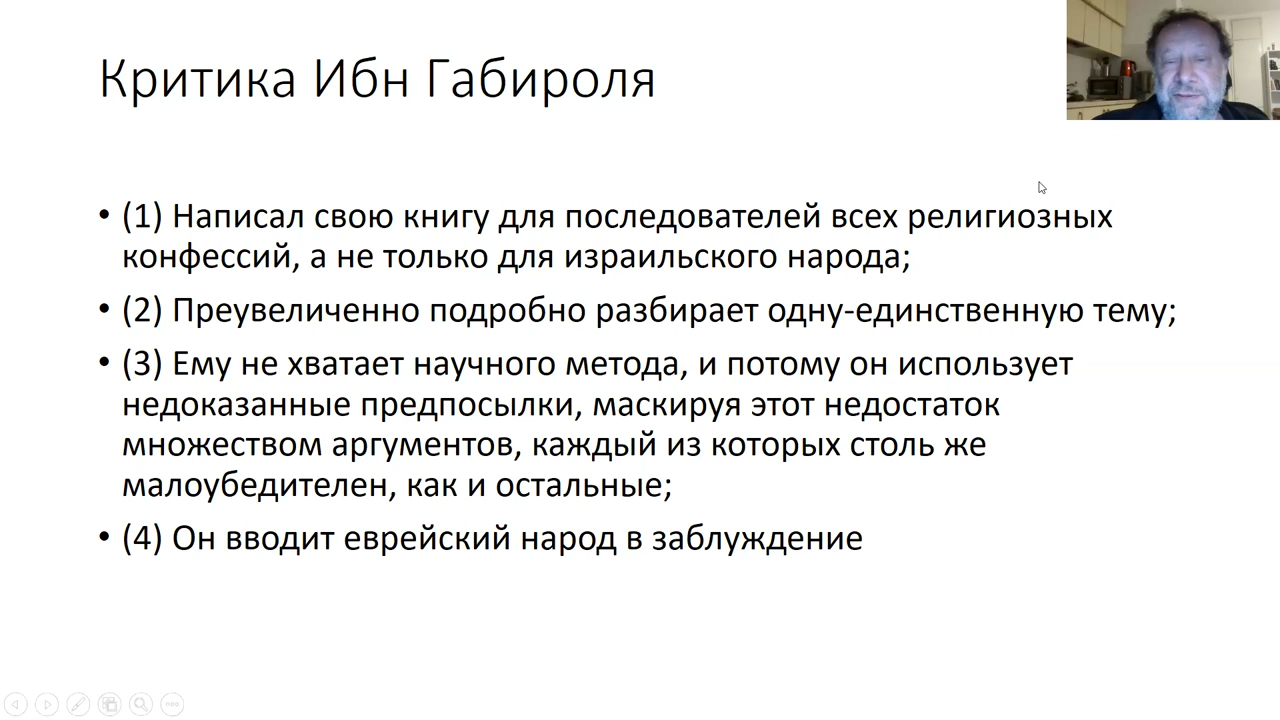 Критика Ибн Габироля
• (1) Написал свою книгу для последователей всех религиозных
конфессий, а не только для израильского народа;
• (2) Преувеличенно подробно разбирает одну-единственную тему;
• (3) Ему не хватает научного метода, и потому он использует
недоказанные предпосылки, маскируя этот недостаток
множеством аргументов, каждый из которых столь же
малоубедителен, как и остальные;
• (4) Он вводит еврейский народ в заблуждение